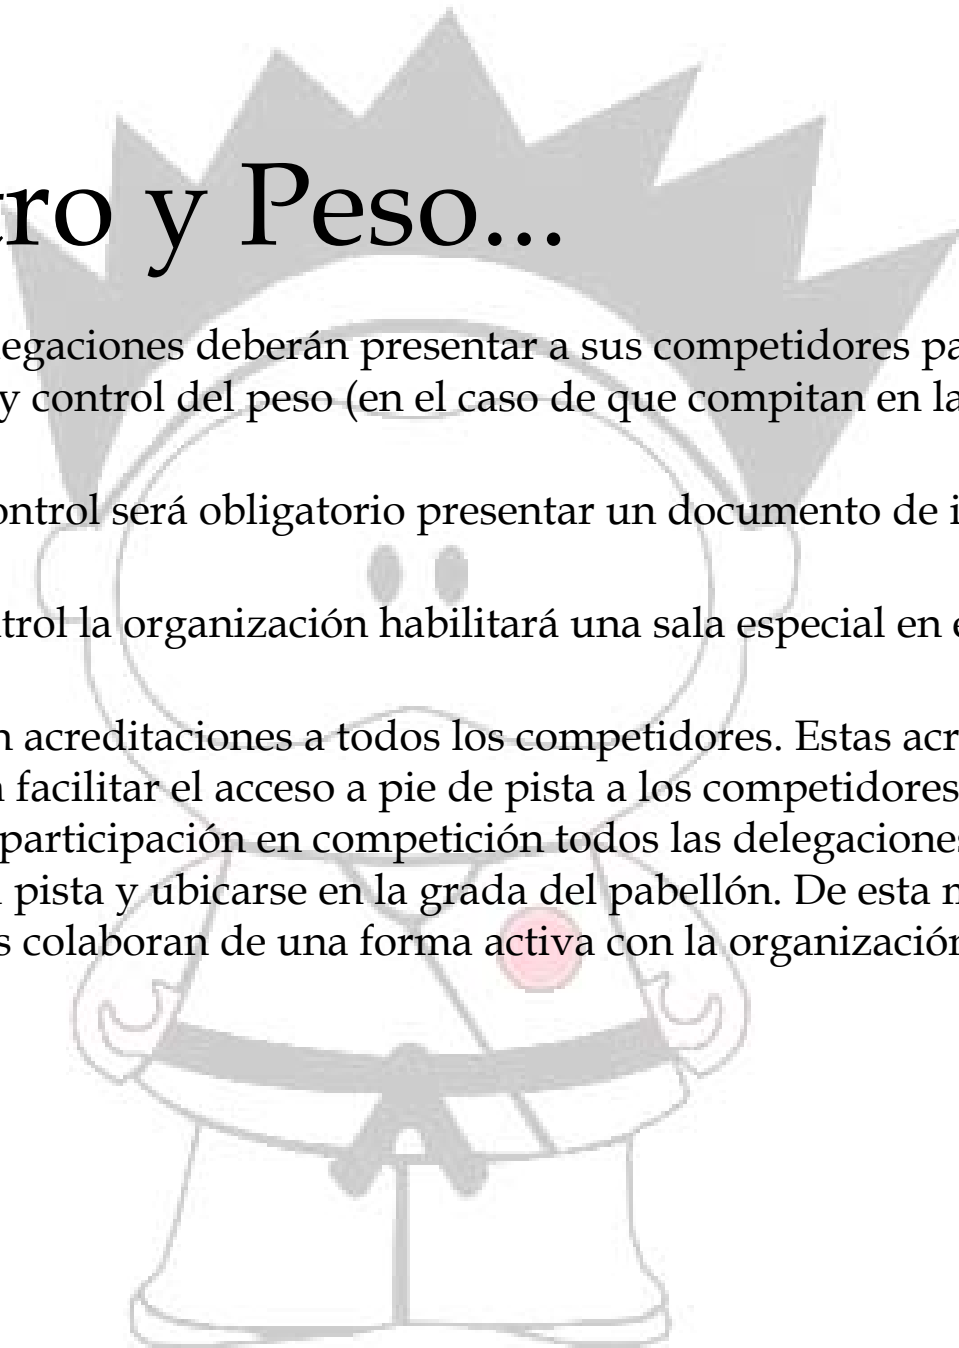 tro y Peso...
legaciones deberán presentar a sus competidores pa
y control del peso (en el caso de que compitan en la
ontrol será obligatorio presentar un documento de i
trol la organización habilitará una sala especial en e
n acreditaciones a todos los competidores. Estas acr
facilitar el acceso a pie de pista a los competidores
participación en competición todos las delegaciones
pista y ubicarse en la grada del pabellón. De esta
s colaboran de una forma activa con la organización